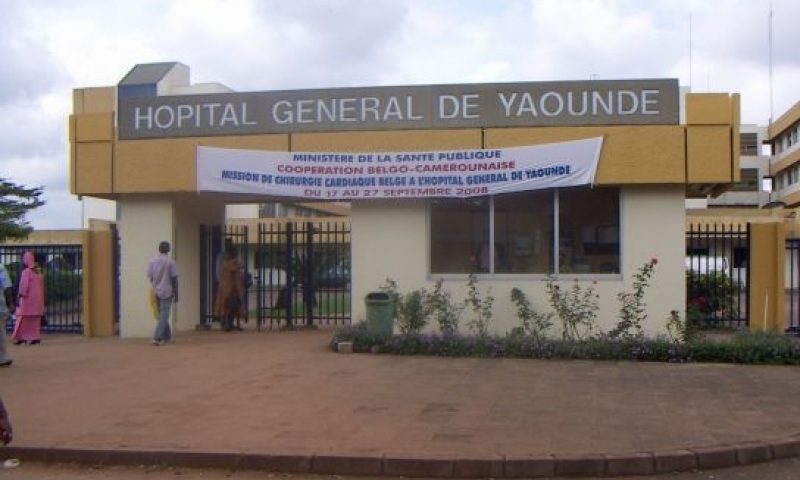 HOPITAL GENERAL DE YAOUNDE
MINISTERE DE LA SANTE PUBLIQUE
COOPERATION BELGO-CAMEROUNAISE
MISSION DE CHIRURGIE CARDIAQUE BELGE A L'HOPITAL GENERAL DE YAOUNDE
DU 17 AU 27 SEPTEMBRE 2008